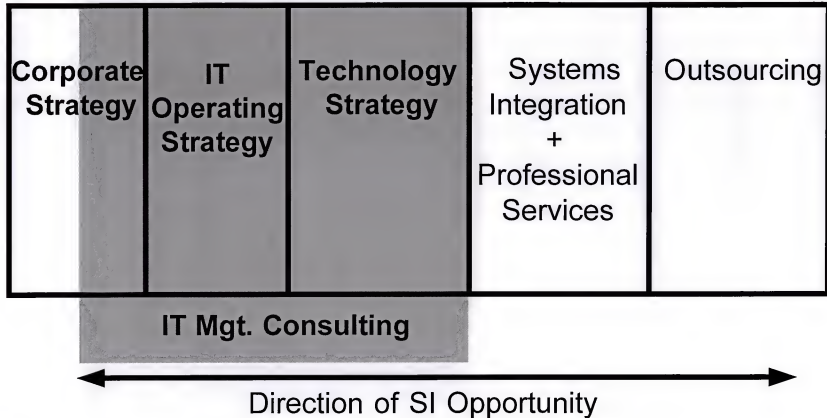 Corporate
Strategy
IT
Operating
Strategy
Technology
Strategy
Systems
Integration
+
Professional
Services
Outsourcing
IT Mgt. Consulting
Direction of SI Opportunity